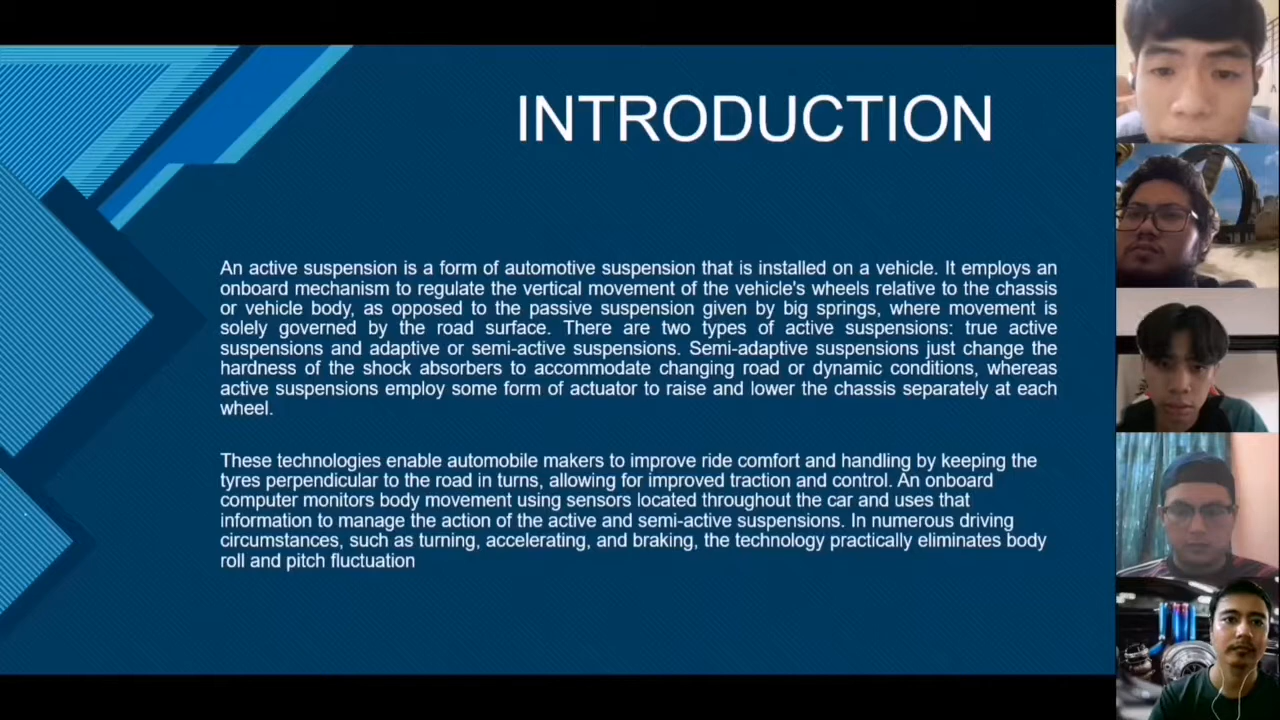 INTRODUCTION
An active suspension is a form of automotive suspension that is installed on a vehicle. It employs an
onboard mechanism to regulate the vertical movement of the vehicle's wheels relative to the chassis
or vehicle body, as opposed to the passive suspension given by big springs, where movement is
solely governed by the road surface. There are two types of active suspensions: true active
suspensions and adaptive or semi-active suspensions. Semi-adaptive suspensions just change the
hardness of the shock absorbers to accommodate changing road or dynamic conditions, whereas
active suspensions employ some form of actuator to raise and lower the chassis separately at each
wheel.
These technologies enable automobile makers to improve ride comfort and handling by keeping the
tyres perpendicular to the road in turns, allowing for improved traction and control. An onboard
computer monitors body movement using sensors located throughout the car and uses that
information to manage the action of the active and semi-active suspensions. In numerous driving
circumstances, such as turning, accelerating, and braking, the technology practically eliminates body
roll and pitch fluctuation